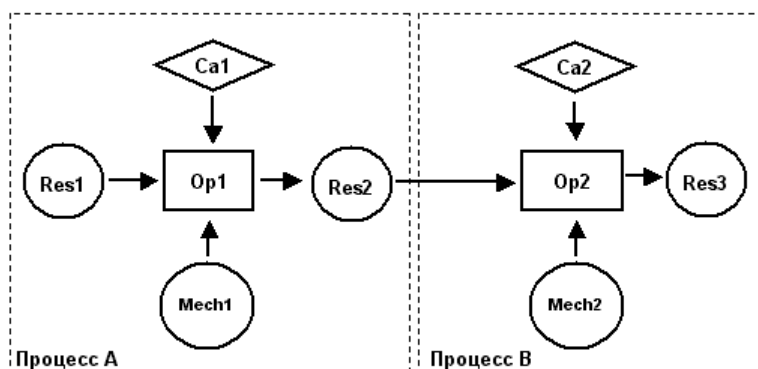 Ca1
Ca2
Res1
Op1
Res2
Op2
Res3
Mech1
Mech2
Процесс А
Процесс В